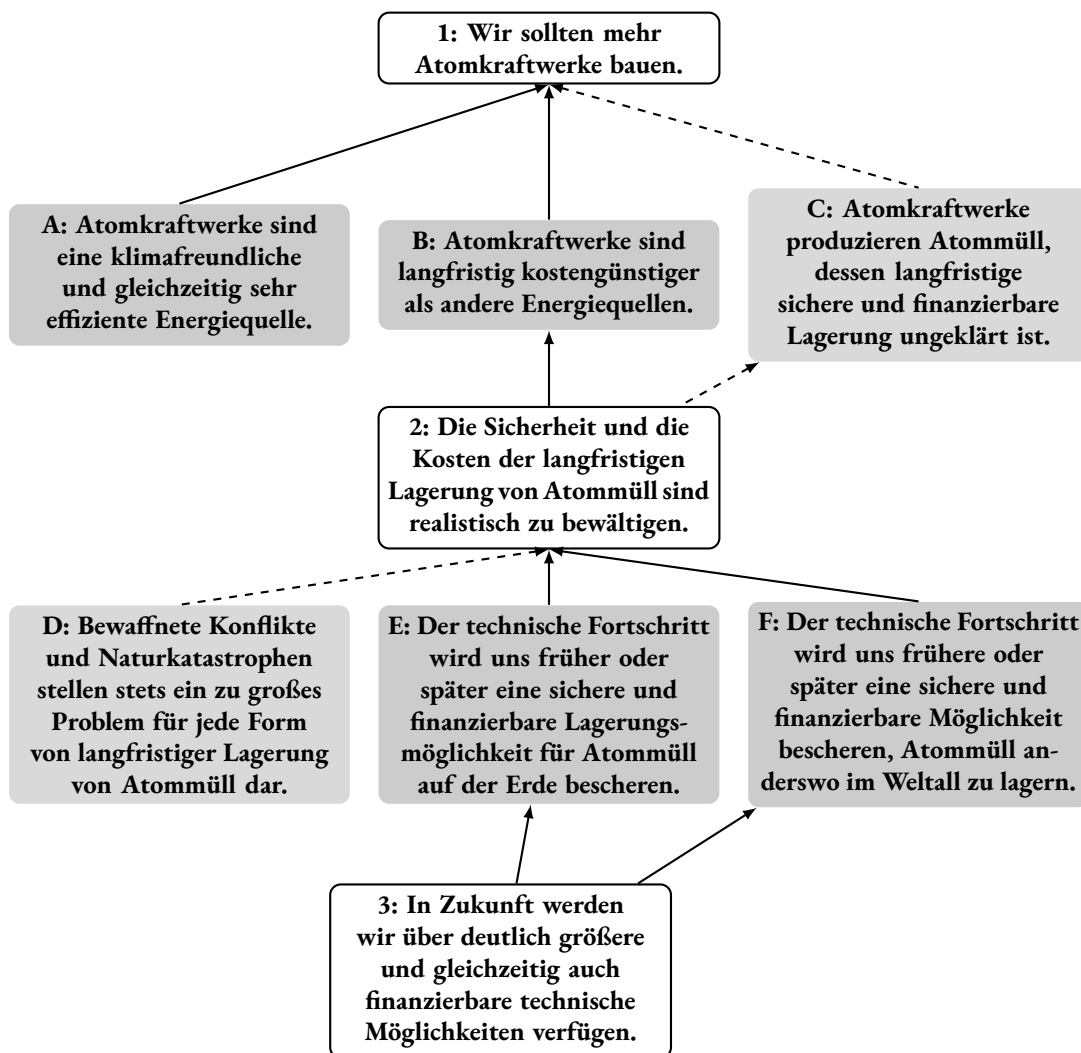 1: Wir sollten mehr
Atomkraftwerke bauen.
A: Atomkraftwerke sind
eine klimafreundliche
und gleichzeitig sehr
effiziente Energiequelle.
B: Atomkraftwerke sind
langfristig kostengünstiger
als andere Energiequellen.
C: Atomkraftwerke
produzieren Atommüll,
dessen langfristige
sichere und finanzierbare
Lagerung ungeklärt ist.
2: Die Sicherheit und die
Kosten der langfristigen
Lagerung von Atommüll sind
realistisch zu bewältigen.
D: Bewaffnete Konflikte
und Naturkatastrophen
stellen stets ein zu großes
Problem für jede Form
von langfristiger Lagerung
von Atommüll dar.
E: Der technische Fortschritt
wird uns früher oder
später eine sichere und
finanzierbare Lagerungs-
möglichkeit für Atommüll
auf der Erde bescheren.
F: Der technische Fortschritt
wird uns frühere oder
später eine sichere und
finanzierbare Möglichkeit
bescheren, Atommüll an-
derswo im Weltall zu lagern.
3: In Zukunft werden
wir über deutlich größere
und gleichzeitig auch
finanzierbare technische
Möglichkeiten verfügen.